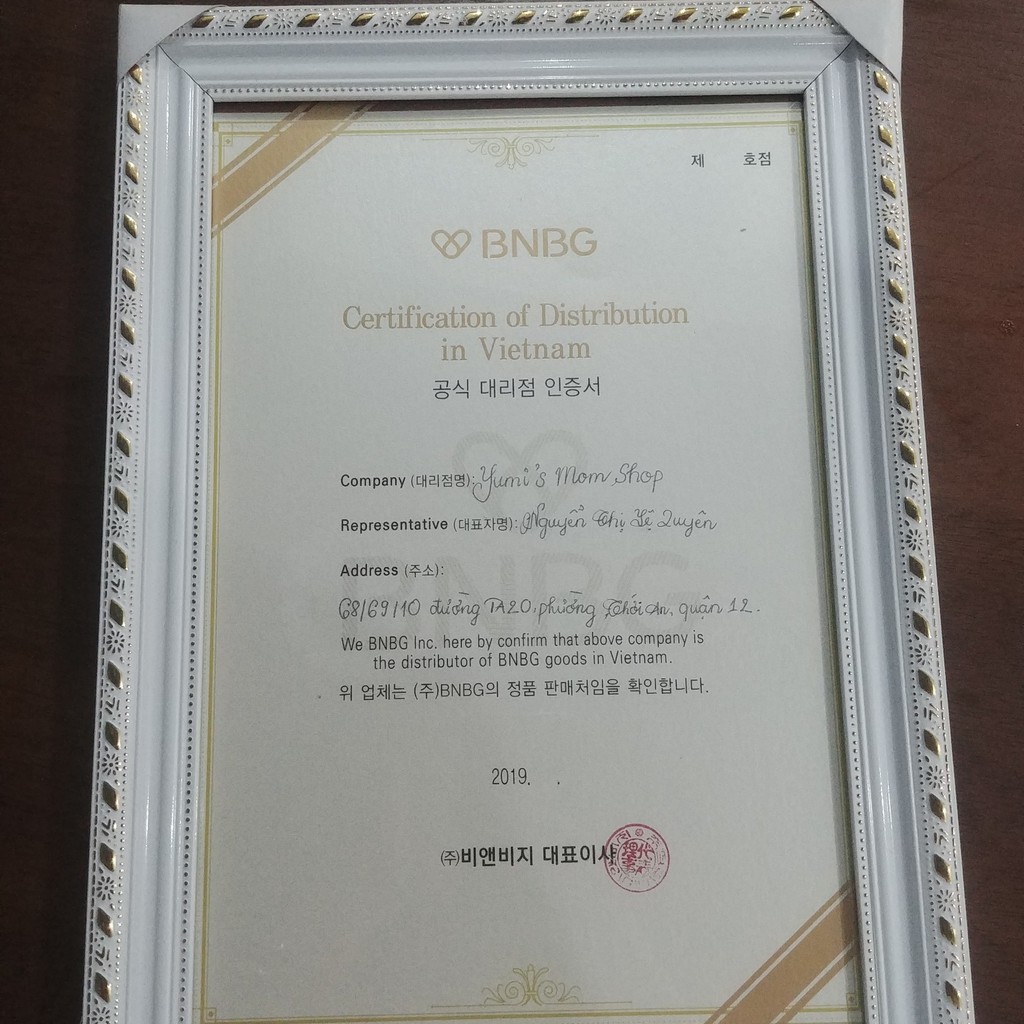 제 호점
BNBG
Certification of Distribution
in Vietnam
공식 대리점 인증서
Company (대리점명): Yumi's Mom Shop
Representative (대표자명): Nguyễn Thị Lệ Quyên
Address (주소):
68/69/10 đường TA20, phường Thới An, quận 12.
We BNBG Inc. here by confirm that above company is
the distributor of BNBG goods in Vietnam.
위 업체는 (주)BNBG의 정품 판매처임을 확인합니다.
2019. .
(주)비앤비지 대표이사